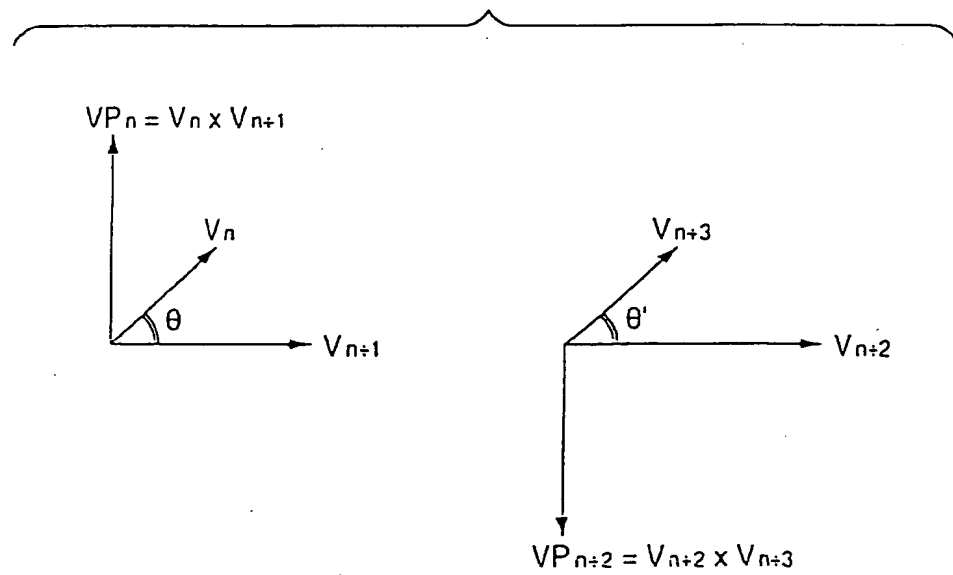 VPn = Vn x Vn÷1
Vn
θ
Vn÷1
Vn÷3
θ'
Vn÷2
VPn÷2 = Vn÷2 x Vn÷3